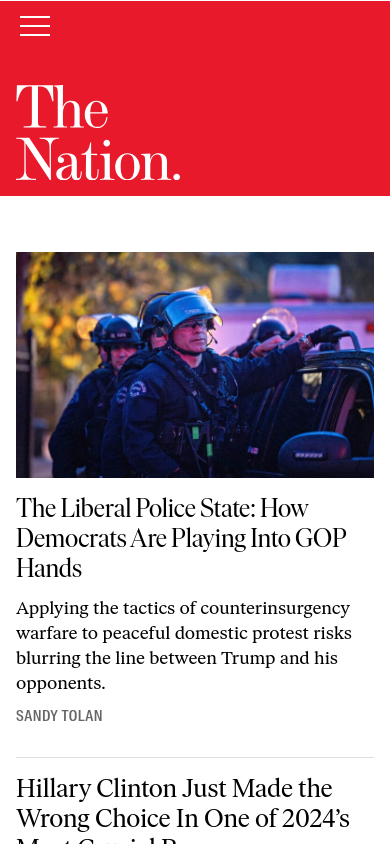 The
Nation.
The Liberal Police State: How
Democrats Are Playing Into GOP
Hands
Applying the tactics of counterinsurgency
warfare to peaceful domestic protest risks
blurring the line between Trump and his
opponents.
SANDY TOLAN
Hillary Clinton Just Made the
Wrong Choice In One of 2024’s